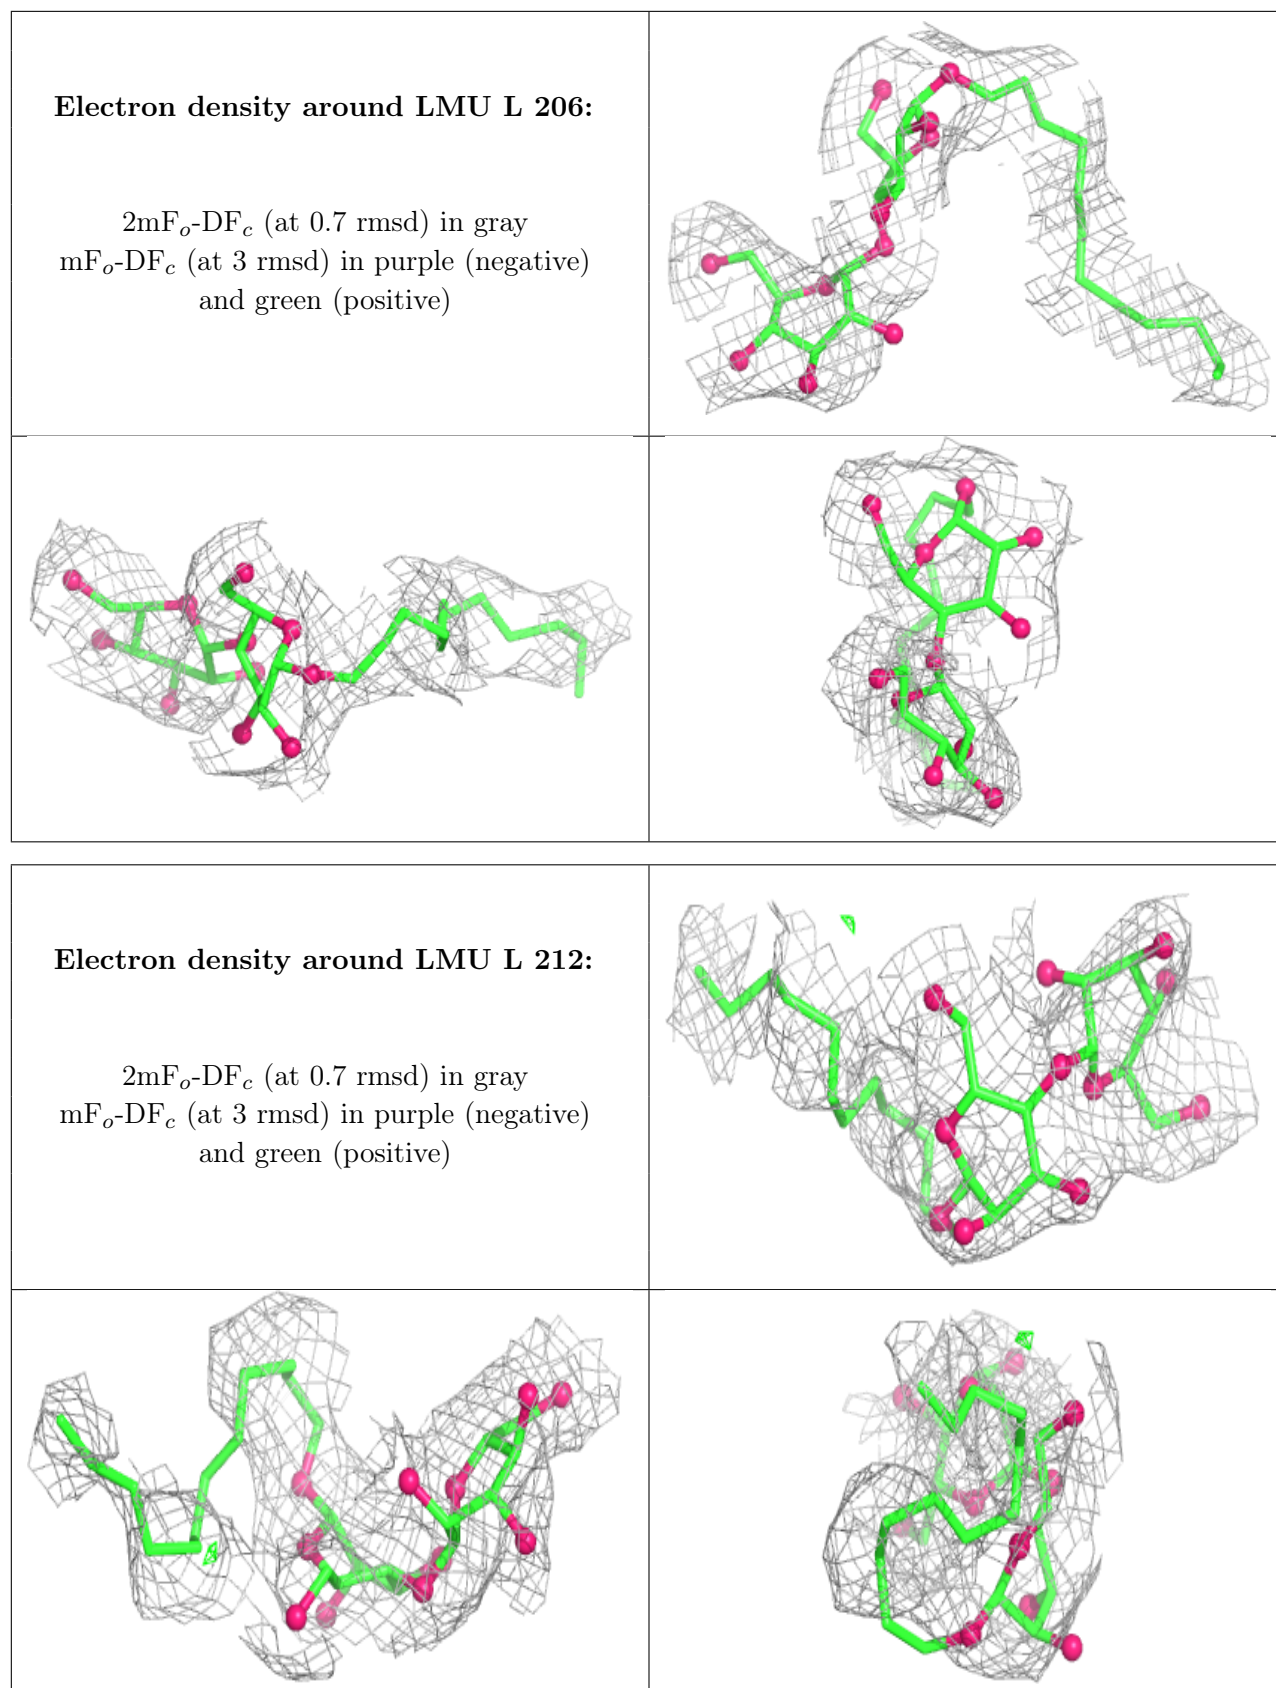 Electron density around LMU L 206:
2mFo-DFc (at 0.7 rmsd) in gray
mFo-DFc (at 3 rmsd) in purple (negative)
and green (positive)
Electron density around LMU L 212:
2mFo-DFc (at 0.7 rmsd) in gray
mFo-DFc (at 3 rmsd) in purple (negative)
and green (positive)